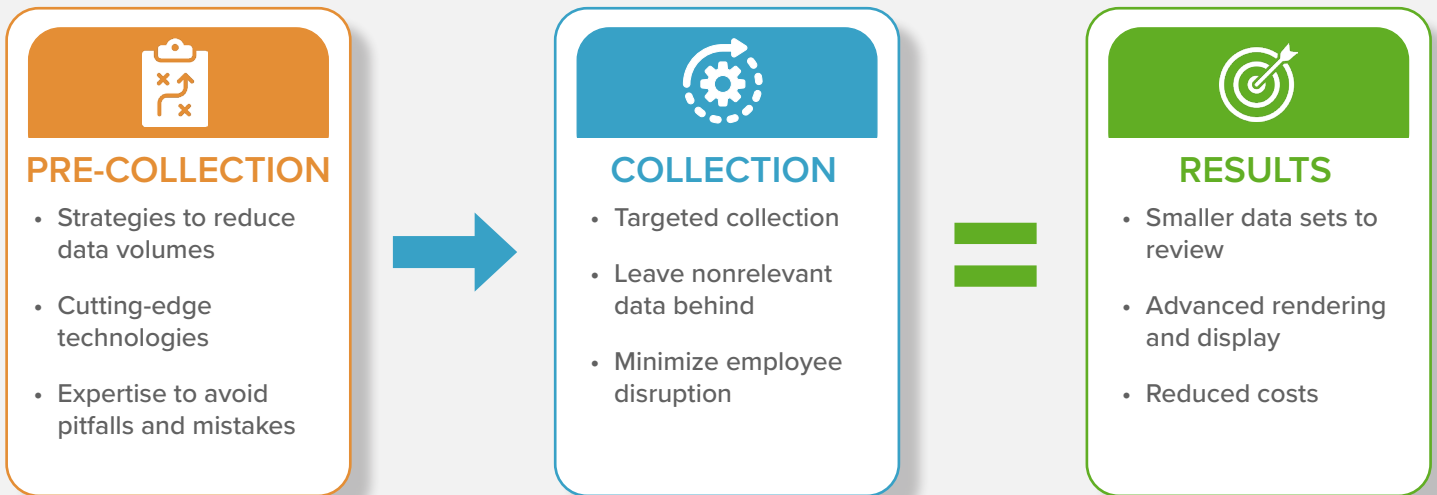 PRE-COLLECTION
• Strategies to reduce
data volumes
• Cutting-edge
technologies
• Expertise to avoid
pitfalls and mistakes
COLLECTION
• Targeted collection
• Leave nonrelevant
data behind
• Minimize employee
disruption
RESULTS
• Smaller data sets to
review
• Advanced rendering
and display
• Reduced costs